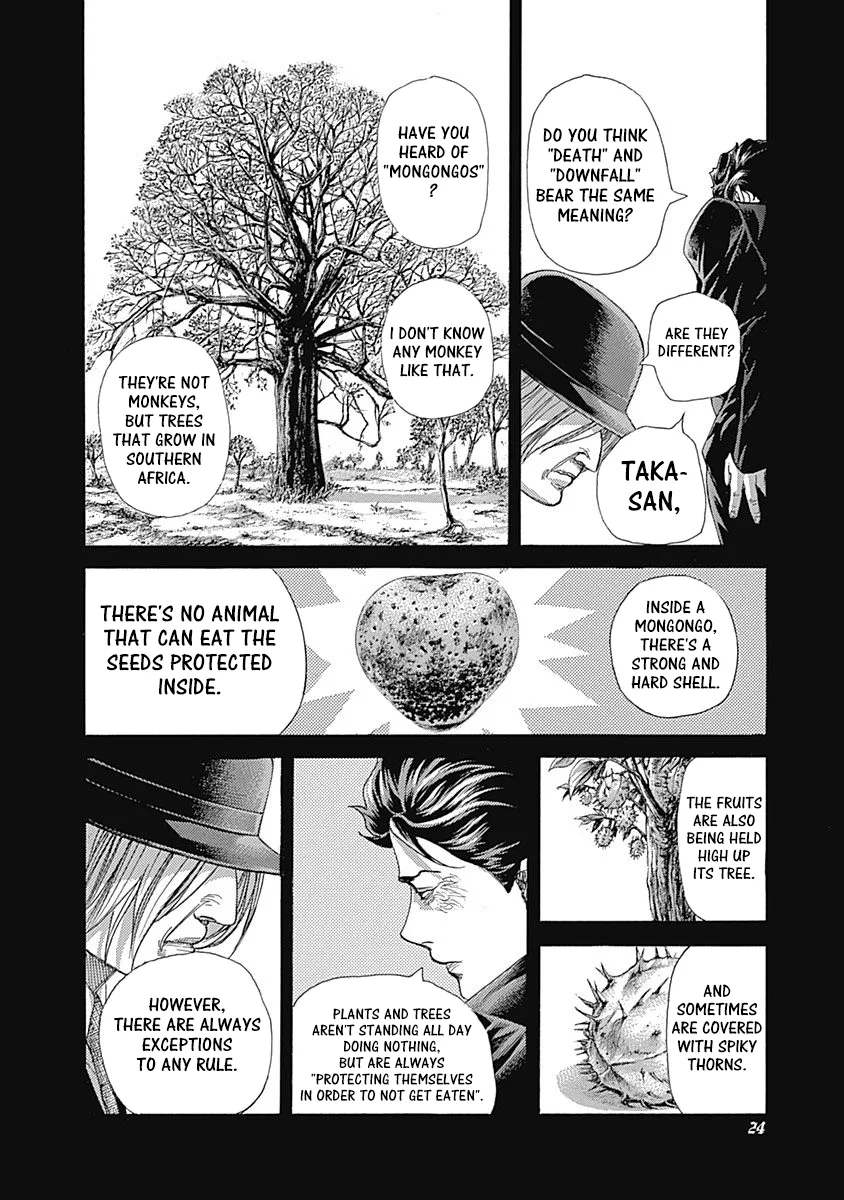 DO YOU THINK
"DEATH" AND
"DOWNFALL"
BEAR THE SAME
MEANING?
ARE THEY
DIFFERENT?
TAKA-
SAN,
HAVE YOU
HEARD OF
"MONGONGOS"
?
I DON'T KNOW
ANY MONKEY
LIKE THAT.
THEY'RE NOT
MONKEYS,
BUT TREES
THAT GROW IN
SOUTHERN
AFRICA.
INSIDE A
MONGONGO,
THERE'S A
STRONG AND
HARD SHELL.
THERE'S NO ANIMAL
THAT CAN EAT THE
SEEDS PROTECTED
INSIDE.
THE FRUITS
ARE ALSO
BEING HELD
HIGH UP
ITS TREE.
AND
SOMETIMES
ARE COVERED
WITH SPIKY
THORNS.
PLANTS AND TREES
AREN'T STANDING ALL DAY
DOING NOTHING,
BUT ARE ALWAYS
"PROTECTING THEMSELVES
IN ORDER TO NOT GET EATEN".
HOWEVER,
THERE ARE ALWAYS
EXCEPTIONS
TO ANY RULE.
24